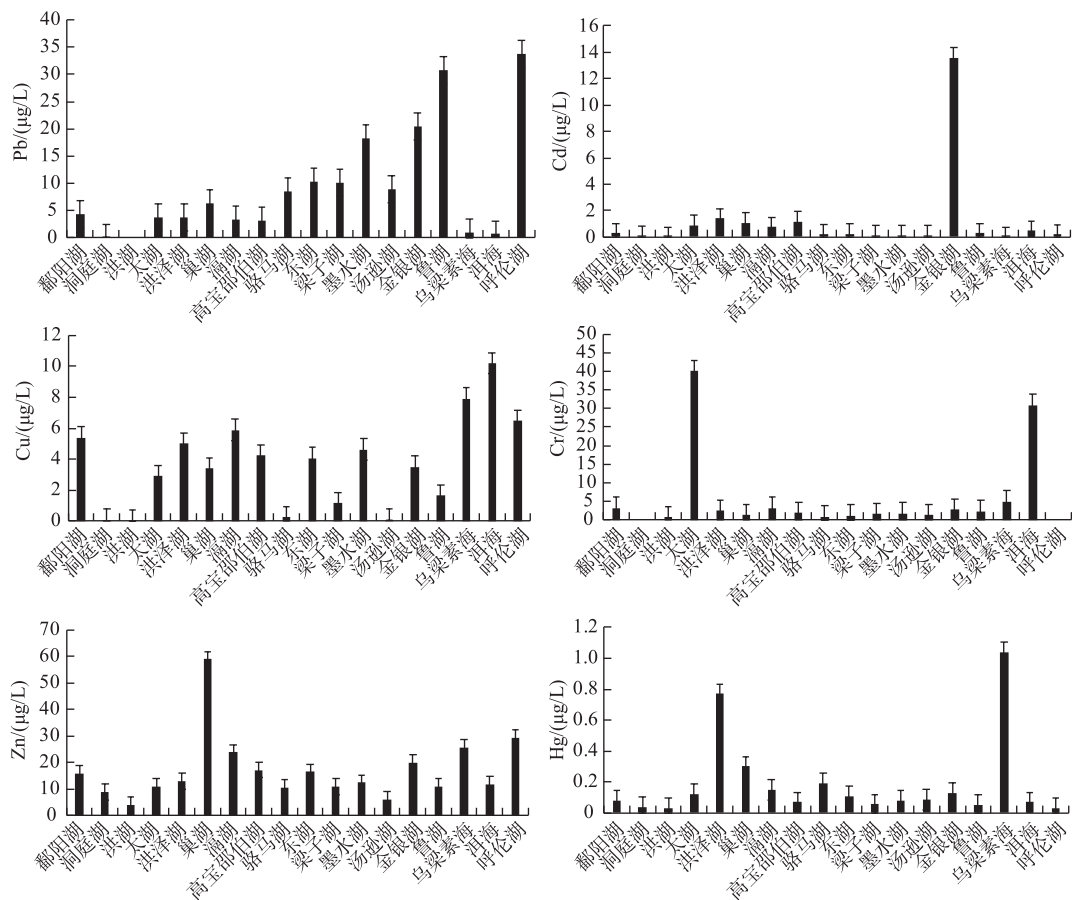 Pb/(μg/L)
40
35
30
25
20
15
10
5
0
鄱阳湖
洞庭湖
洪湖
太湖
洪泽湖
巢湖
滆湖
高宝邵伯湖
骆马湖
东湖
梁子湖
墨水湖
汤逊湖
金银湖
鲁湖
乌梁素海
洱海
呼伦湖
Cd/(μg/L)
16
14
12
10
8
6
4
2
0
鄱阳湖
洞庭湖
洪湖
太湖
洪泽湖
巢湖
滆湖
高宝邵伯湖
骆马湖
东湖
梁子湖
墨水湖
汤逊湖
金银湖
鲁湖
乌梁素海
洱海
呼伦湖
Cu/(μg/L)
12
10
8
6
4
2
0
鄱阳湖
洞庭湖
洪湖
太湖
洪泽湖
巢湖
滆湖
高宝邵伯湖
骆马湖
东湖
梁子湖
墨水湖
汤逊湖
金银湖
鲁湖
乌梁素海
洱海
呼伦湖
Cr/(μg/L)
50
45
40
35
30
25
20
15
10
5
0
鄱阳湖
洞庭湖
洪湖
太湖
洪泽湖
巢湖
滆湖
高宝邵伯湖
骆马湖
东湖
梁子湖
墨水湖
汤逊湖
金银湖
鲁湖
乌梁素海
洱海
呼伦湖
Zn/(μg/L)
70
60
50
40
30
20
10
0
鄱阳湖
洞庭湖
洪湖
太湖
洪泽湖
巢湖
滆湖
高宝邵伯湖
骆马湖
东湖
梁子湖
墨水湖
汤逊湖
金银湖
鲁湖
乌梁素海
洱海
呼伦湖
Hg/(μg/L)
1.2
1.0
0.8
0.6
0.4
0.2
0
鄱阳湖
洞庭湖
洪湖
太湖
洪泽湖
巢湖
滆湖
高宝邵伯湖
骆马湖
东湖
梁子湖
墨水湖
汤逊湖
金银湖
鲁湖
乌梁素海
洱海
呼伦湖